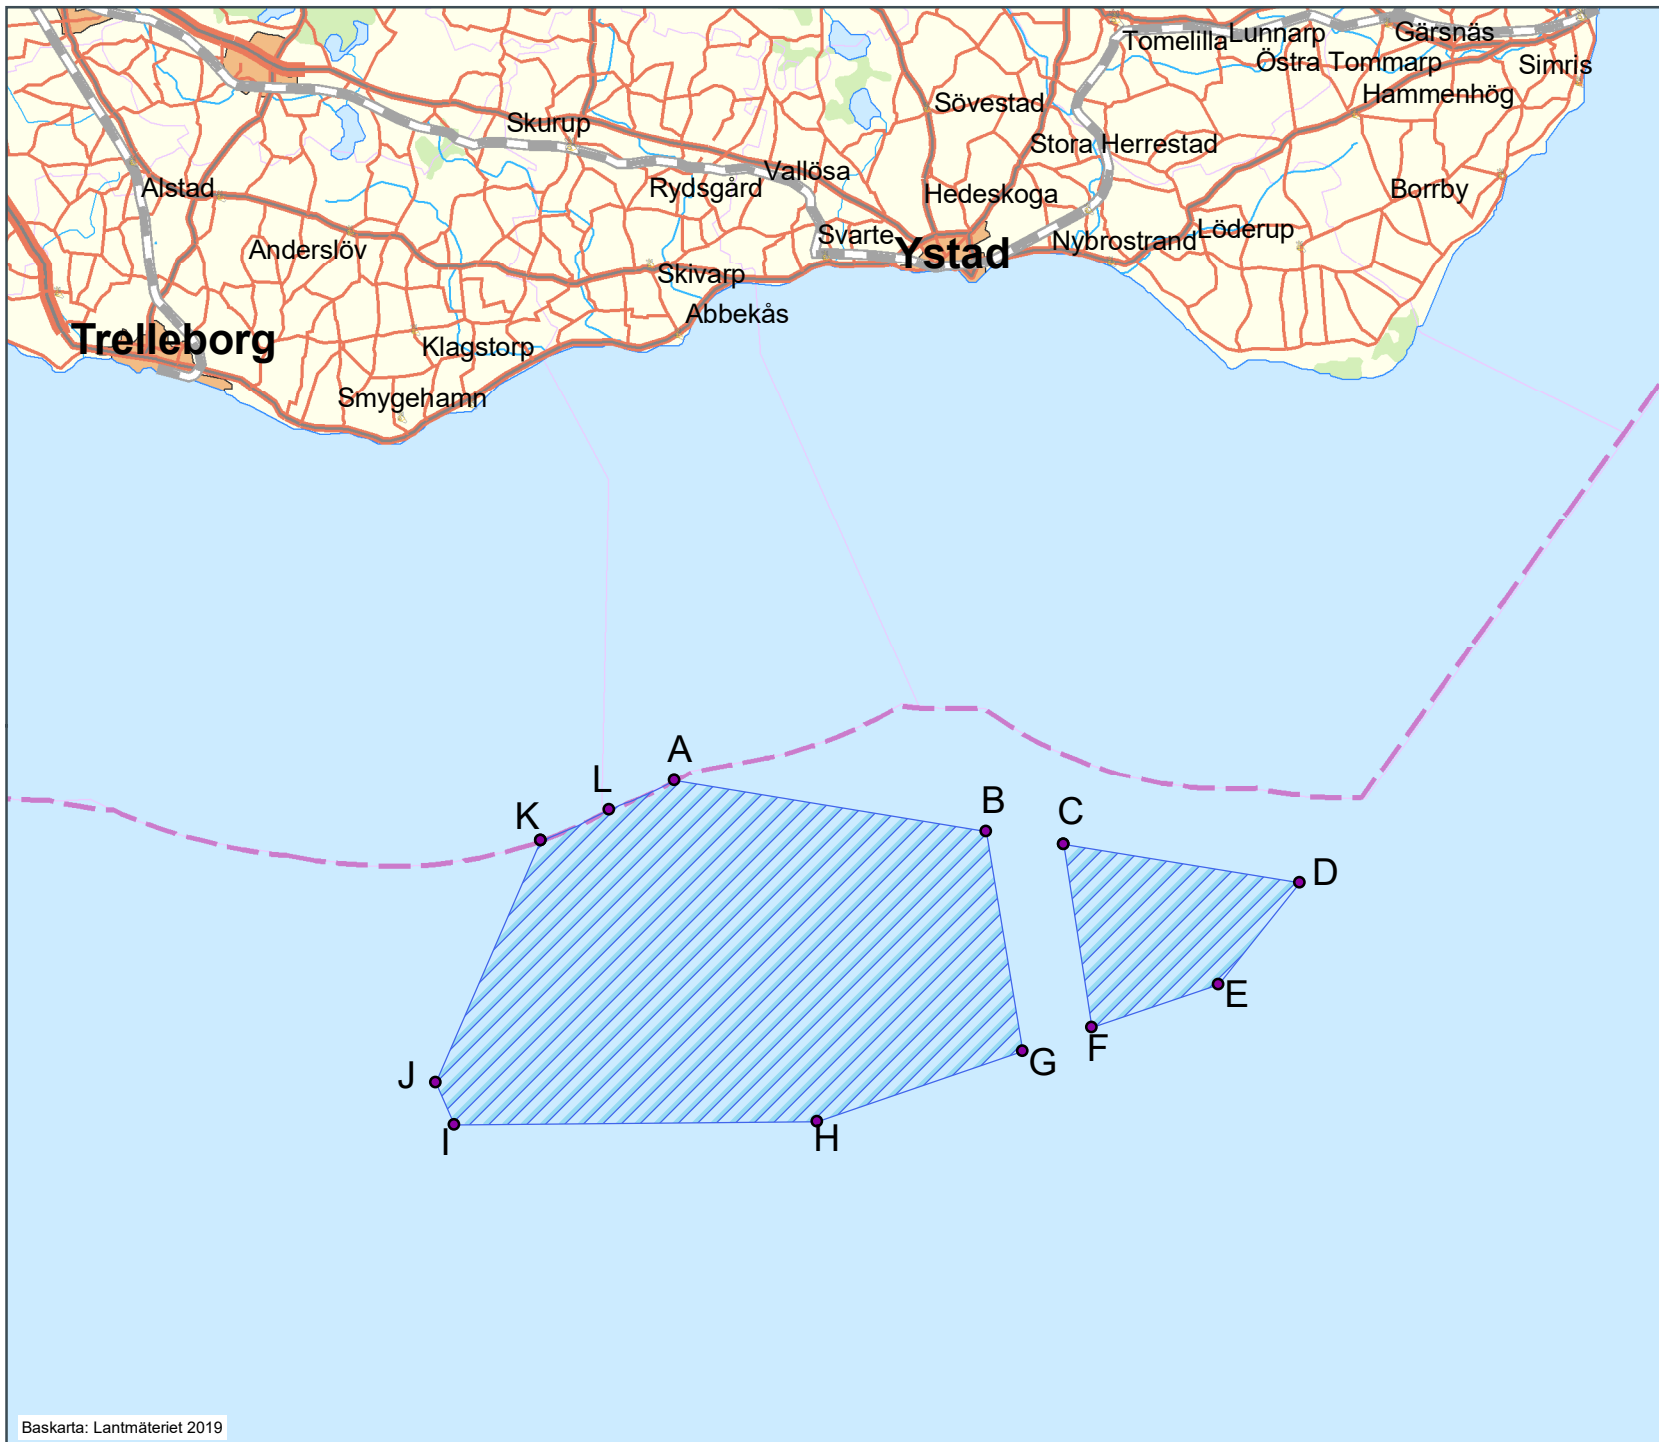 Gärsnäs
Tomelilla
Lunnarp
Östra Tommarp
Simris
Hammenhög
Sövestad
Skurup
Stora Herrestad
Vallösa
Alstad
Rydsgård
Hedeskoga
Borrby
Svarte
Ystad
Nybrostrand
Löderup
Anderslöv
Skivarp
Abbekås
Trelleborg
Klagstorp
Smygehamn
A
L
B
K
C
D
E
F
G
J
H
I
Baskarta: Lantmäteriet 2019